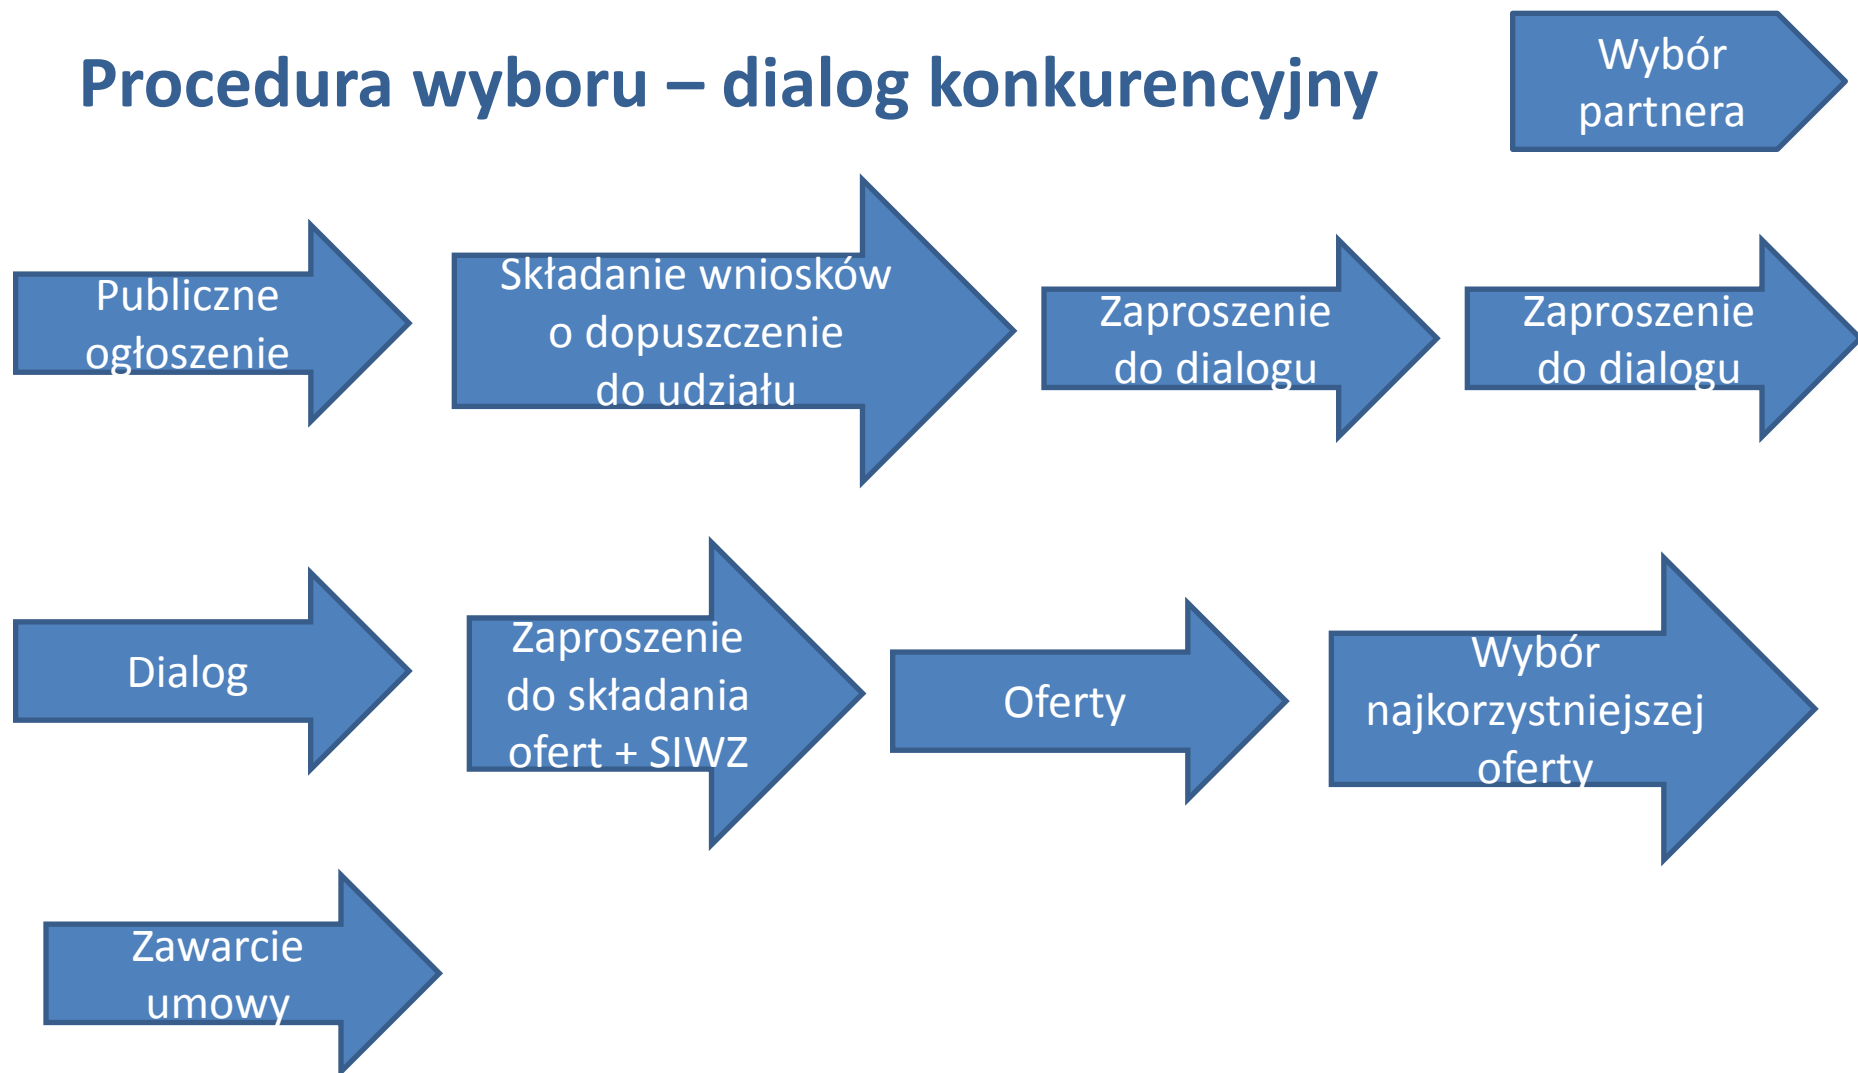 Procedura wyboru – dialog konkurencyjny
Wybór
partnera
Publiczne
ogłoszenie
Składanie wniosków
o dopuszczenie
do udziału
Zaproszenie
do dialogu
Zaproszenie
do dialogu
Dialog
Zaproszenie
do składania
ofert + SIWZ
Oferty
Wybór
najkorzystniejszej
oferty
Zawarcie
umowy